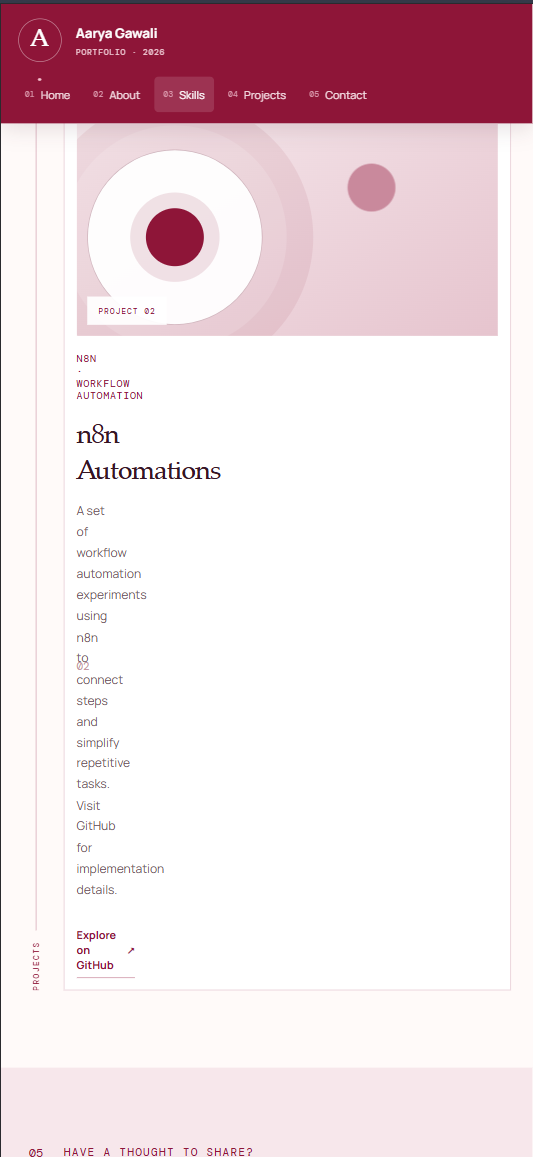 A
Aarya Gawali
PORTFOLIO · 2026
01 Home 02 About 03 Skills 04 Projects 05 Contact
PROJECT 02
N8N
·
WORKFLOW
AUTOMATION
n8n
Automations
A set
of
workflow
automation
experiments
using
n8n
to
02
connect
steps
and
simplify
repetitive
tasks.
Visit
GitHub
for
implementation
details.
Explore
on ↗
GitHub
PROJECTS
05 HAVE A THOUGHT TO SHARE?